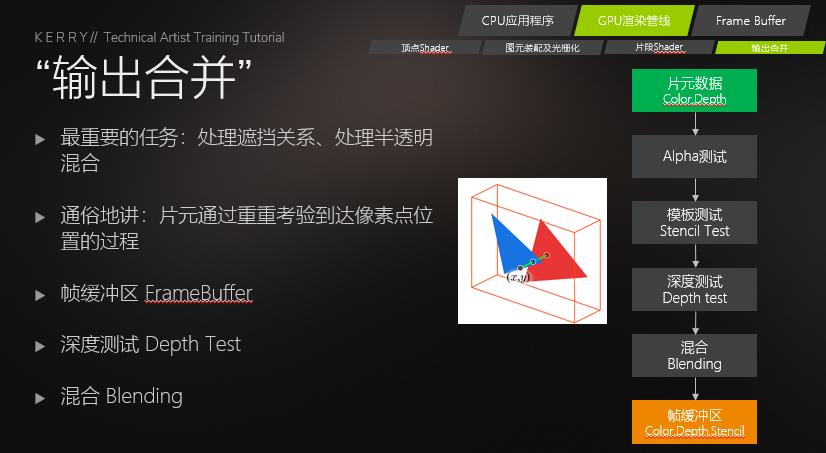 CPU应用程序
GPU渲染管线
Frame Buffer
KERRY// Technical Artist Training Tutorial
顶点Shader
图元装配及光栅化
片段Shader
输出合并
“输出合并”
最重要的任务：处理遮挡关系、处理半透明
混合
通俗地讲：片元通过重重考验到达像素点位
置的过程
帧缓冲区 FrameBuffer
深度测试 Depth Test
混合 Blending
(x,y)
片元数据
Color,Depth
Alpha测试
模板测试
Stencil Test
深度测试
Depth test
混合
Blending
帧缓冲区
Color,Depth,Stencil